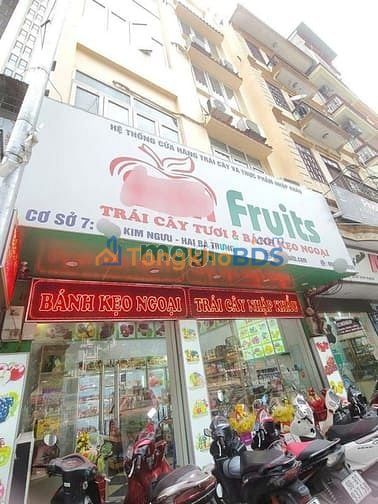 HỆ THỐNG CỬA HÀNG TRÁI CÂY VÀ THỰC PHẨM NHẬP KHẨU
Fruits
TRÁI CÂY TƯƠI & BÁNH KẸO NGOẠI
CƠ SỞ 7: KIM NGƯU - HAI BÀ TRƯNG
TổngKhoBDS
BÁNH KẸO NGOẠI
TRÁI CÂY NHẬP KHẨU